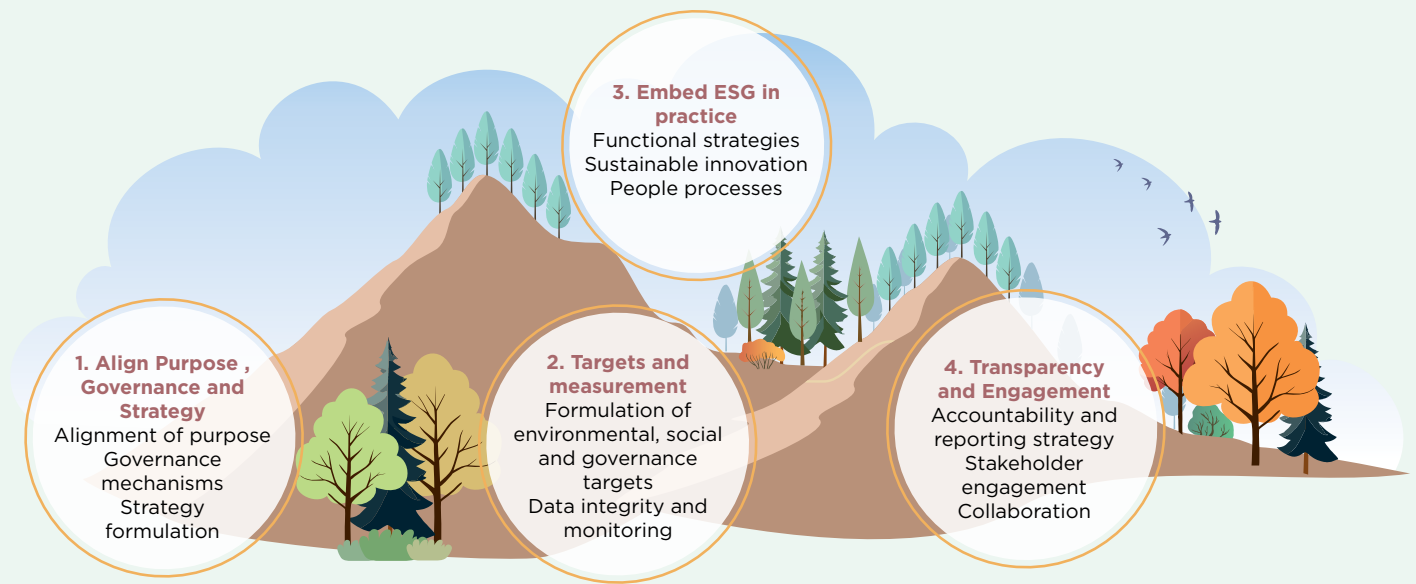 1. Align Purpose ,
Governance and
Strategy
Alignment of purpose
Governance
mechanisms
Strategy
formulation
2. Targets and
measurement
Formulation of
environmental, social
and governance
targets
Data integrity and
monitoring
3. Embed ESG in
practice
Functional strategies
Sustainable innovation
People processes
4. Transparency
and Engagement
Accountability and
reporting strategy
Stakeholder
engagement
Collaboration